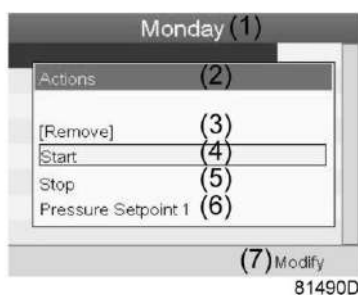 Monday (1)
Actions (2)
[Remove] (3)
Start (4)
Stop (5)
Pressure Setpoint 1 (6)
(7) Modify
81490D